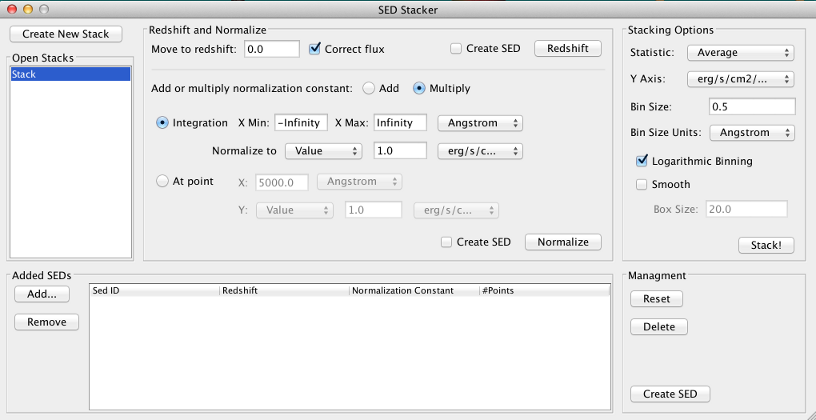 SED Stacker
Create New Stack
Open Stacks
Stack
Redshift and Normalize
Move to redshift: 0.0 Correct flux Create SED Redshift
Add or multiply normalization constant: Add Multiply
Integration X Min: -Infinity X Max: Infinity Angstrom
Normalize to Value 1.0 erg/s/c...
At point X: 5000.0 Angstrom
Y: Value 1.0 erg/s/c...
Create SED Normalize
Stacking Options
Statistic: Average
Y Axis: erg/s/cm2/...
Bin Size: 0.5
Bin Size Units: Angstrom
Logarithmic Binning
Smooth
Box Size: 20.0
Stack!
Added SEDs
Add...
Remove
Sed ID Redshift Normalization Constant #Points
Managment
Reset
Delete
Create SED